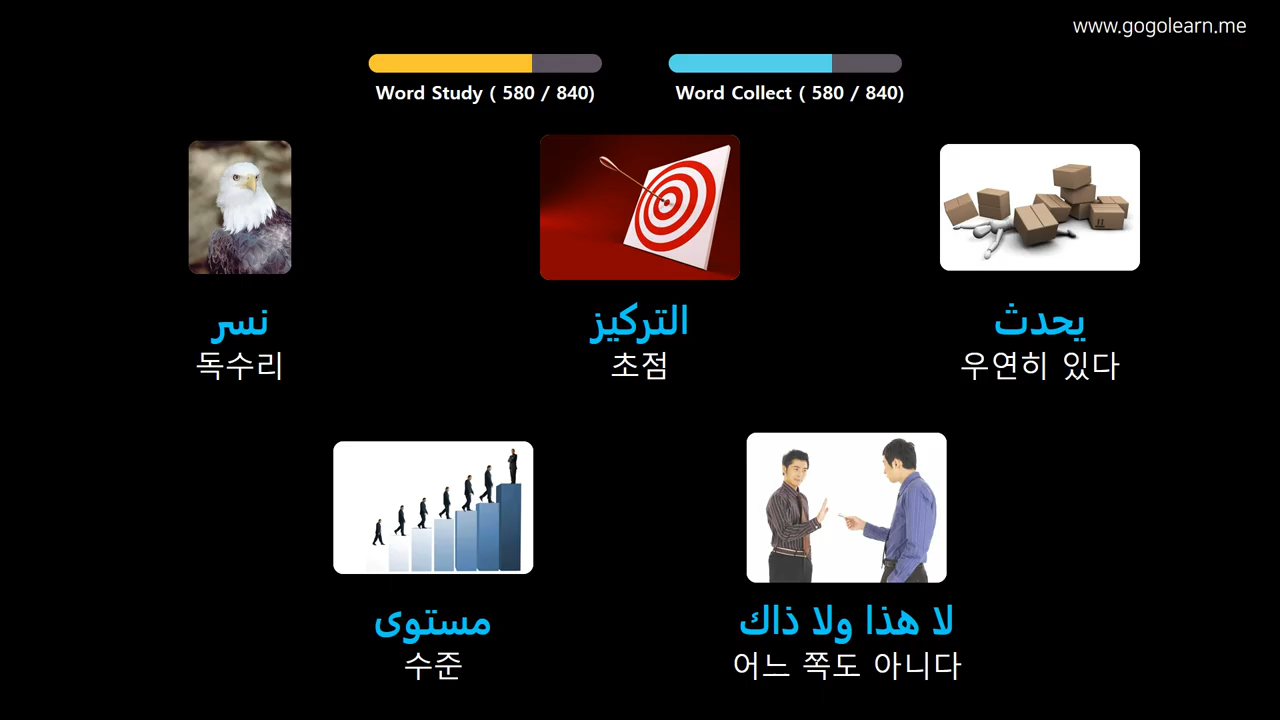 www.gogolearn.me
Word Study ( 580 / 840)
Word Collect ( 580 / 840)
نسر
독수리
التركيز
초점
يحدث
우연히 있다
مستوى
수준
لا هذا ولا ذاك
어느 쪽도 아니다